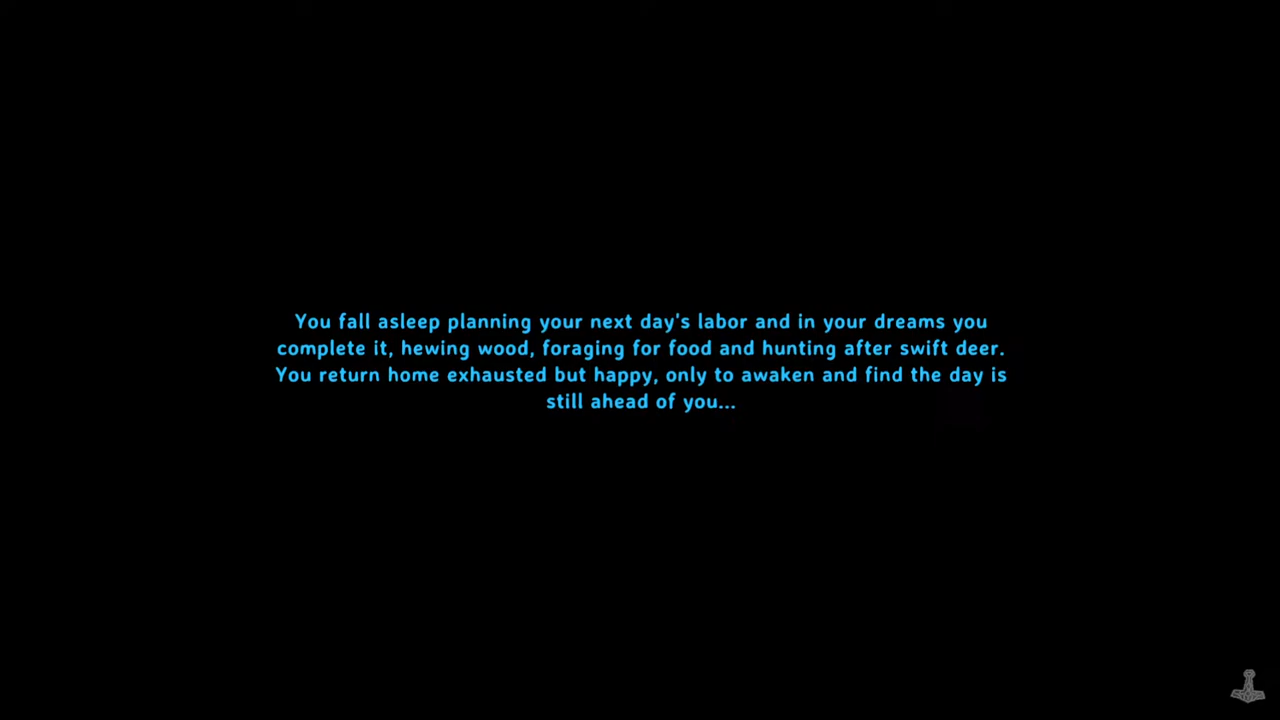 You fall asleep planning your next day's labor and in your dreams you
complete it, hewing wood, foraging for food and hunting after swift deer.
You return home exhausted but happy, only to awaken and find the day is
still ahead of you...